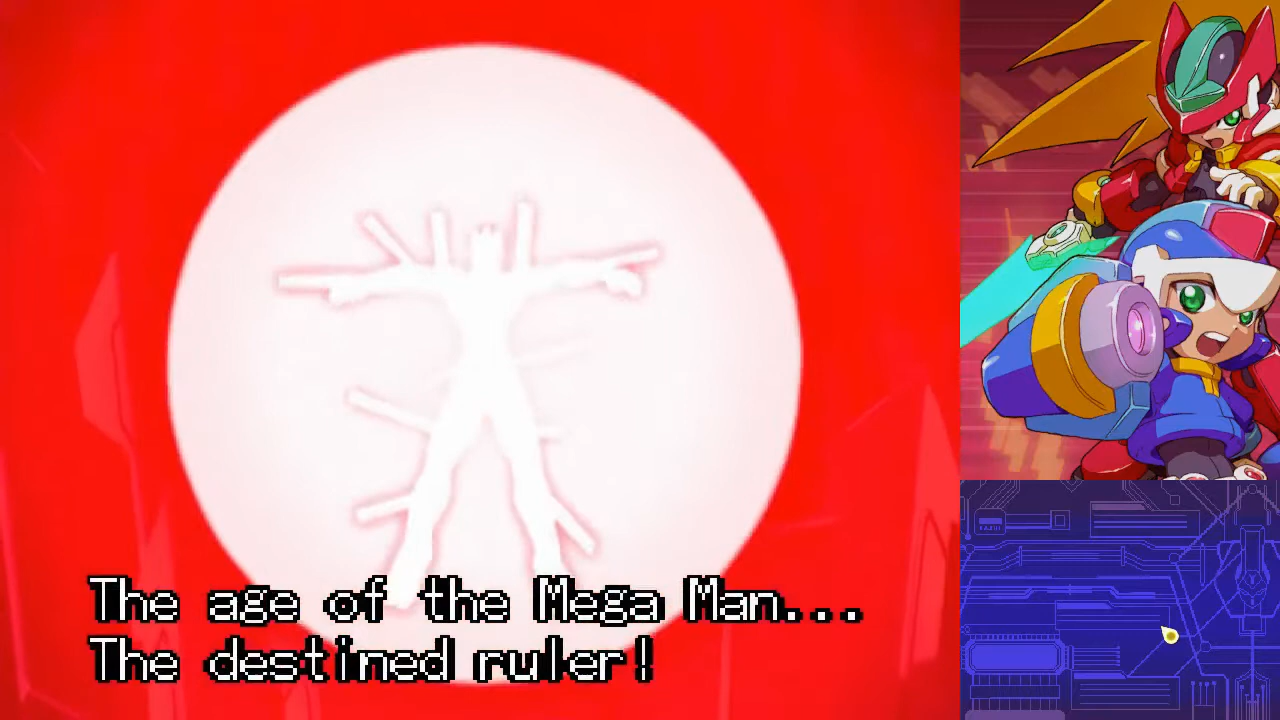 The age of the Mega Man...
The destined ruler!